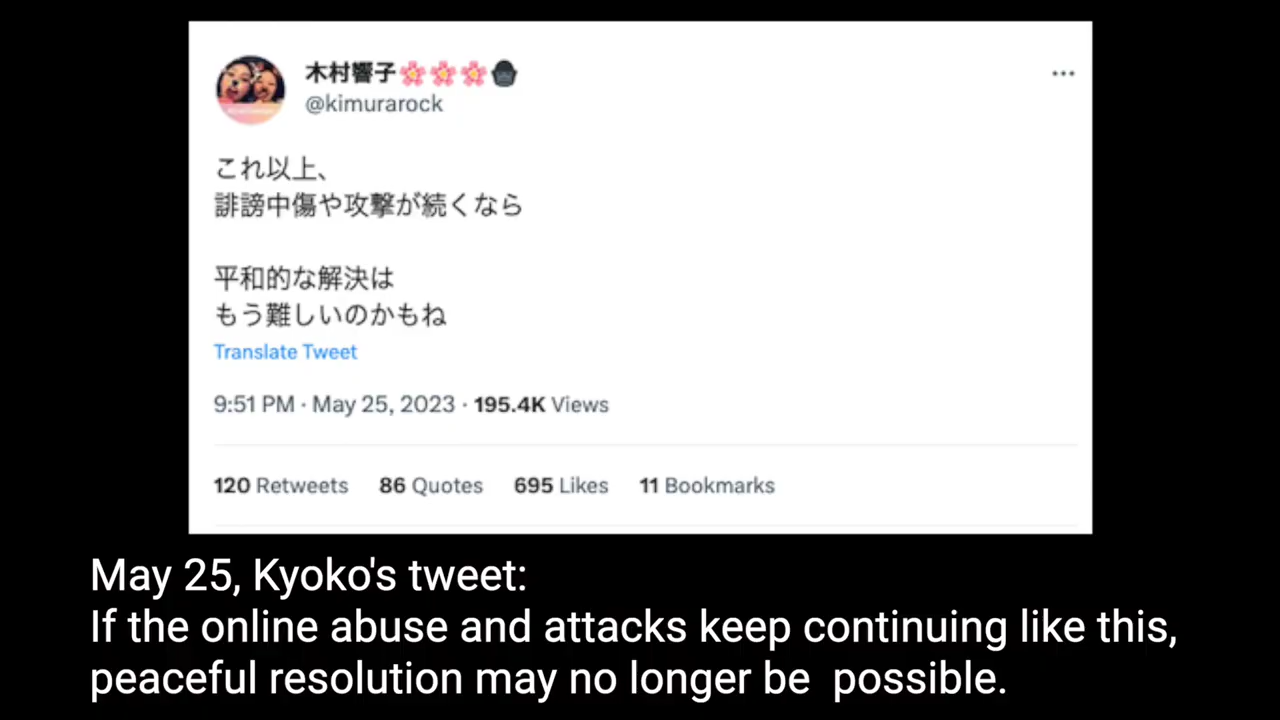 木村響子🌸🌸🌸
@kimurarock
これ以上、
誹謗中傷や攻撃が続くなら
平和的な解決は
もう難しいのかもね
Translate Tweet
9:51 PM · May 25, 2023 · 195.4K Views
120 Retweets 86 Quotes 695 Likes 11 Bookmarks
May 25, Kyoko's tweet:
If the online abuse and attacks keep continuing like this,
peaceful resolution may no longer be possible.